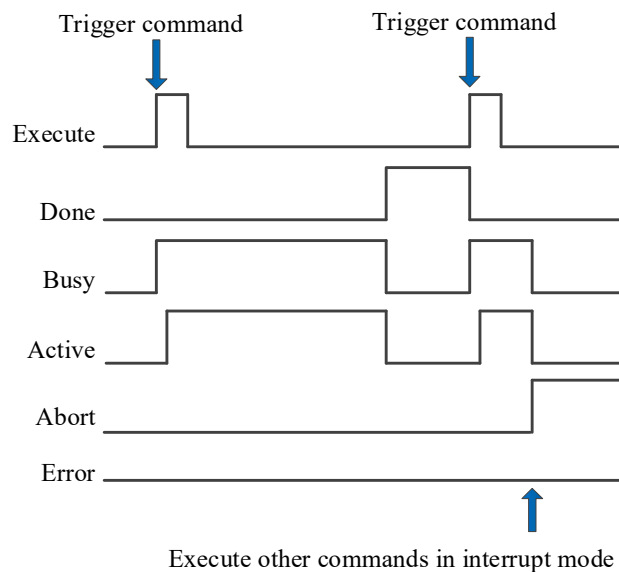 Trigger command
Trigger command
Execute
Done
Busy
Active
Abort
Error
Execute other commands in interrupt mode